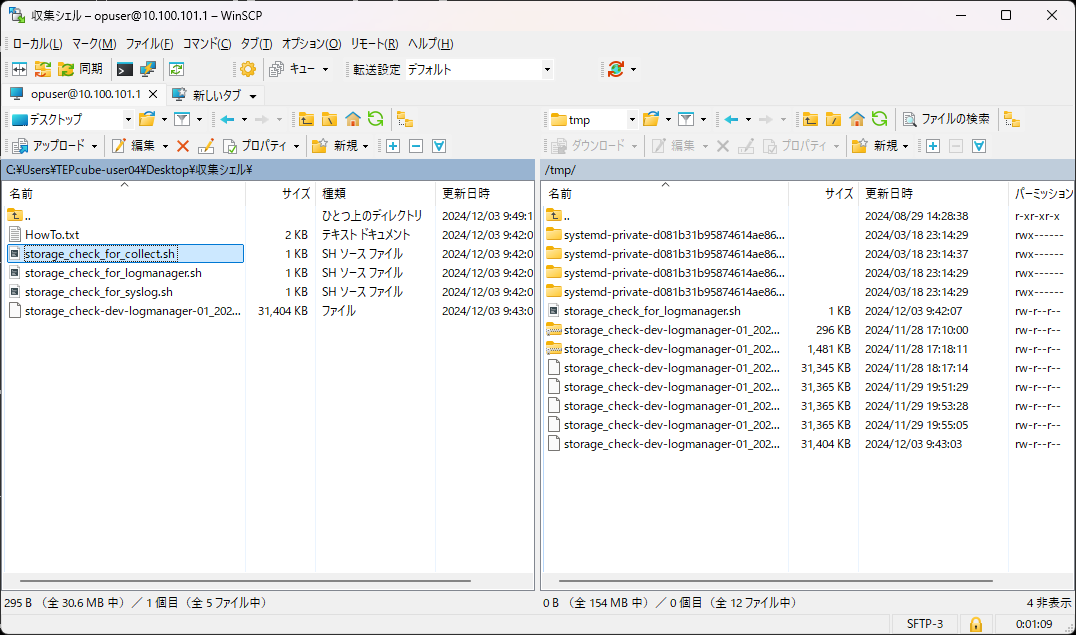 収集シェル – opuser@10.100.101.1 – WinSCP
ローカル(L) マーク(M) ファイル(F) コマンド(C) タブ(T) オプション(O) リモート(R) ヘルプ(H)
同期 キュー 転送設定 デフォルト
opuser@10.100.101.1 新しいタブ
デスクトップ
アップロード 編集 プロパティ 新規
C:¥Users¥TEPcube-user04¥Desktop¥収集シェル¥
名前 サイズ 種類 更新日時
.. ひとつ上のディレクトリ 2024/12/03 9:49:1
HowTo.txt 2 KB テキスト ドキュメント 2024/12/03 9:42:0
storage_check_for_collect.sh 1 KB SH ソース ファイル 2024/12/03 9:42:0
storage_check_for_logmanager.sh 1 KB SH ソース ファイル 2024/12/03 9:42:0
storage_check_for_syslog.sh 1 KB SH ソース ファイル 2024/12/03 9:42:0
storage_check-dev-logmanager-01_202... 31,404 KB ファイル 2024/12/03 9:43:0
295 B （全 30.6 MB 中） ／ 1 個目 （全 5 ファイル中）
tmp ファイルの検索
ダウンロード 編集 プロパティ 新規
/tmp/
名前 サイズ 更新日時 パーミッション
.. 2024/08/29 14:28:38 r-xr-xr-x
systemd-private-d081b31b95874614ae86... 2024/03/18 23:14:29 rwx------
systemd-private-d081b31b95874614ae86... 2024/03/18 23:14:37 rwx------
systemd-private-d081b31b95874614ae86... 2024/03/18 23:14:29 rwx------
systemd-private-d081b31b95874614ae86... 2024/03/18 23:14:29 rwx------
storage_check_for_logmanager.sh 1 KB 2024/12/03 9:42:07 rw-r--r--
storage_check-dev-logmanager-01_202... 296 KB 2024/11/28 17:10:00 rw-r--r--
storage_check-dev-logmanager-01_202... 1,481 KB 2024/11/28 17:18:11 rw-r--r--
storage_check-dev-logmanager-01_202... 31,345 KB 2024/11/28 18:17:14 rw-r--r--
storage_check-dev-logmanager-01_202... 31,365 KB 2024/11/29 19:51:29 rw-r--r--
storage_check-dev-logmanager-01_202... 31,365 KB 2024/11/29 19:53:28 rw-r--r--
storage_check-dev-logmanager-01_202... 31,365 KB 2024/11/29 19:55:05 rw-r--r--
storage_check-dev-logmanager-01_202... 31,404 KB 2024/12/03 9:43:03 rw-r--r--
0 B （全 154 MB 中） ／ 0 個目 （全 12 ファイル中） 4 非表示
SFTP-3 0:01:09